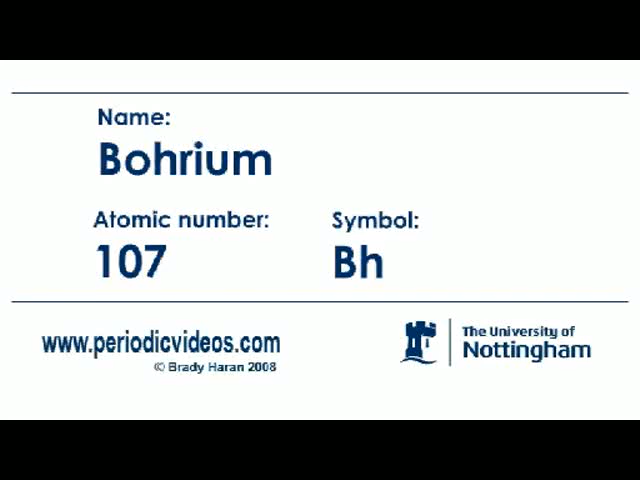 Name:
Bohrium
Atomic number:
107
Symbol:
Bh
www.periodicvideos.com
© Brady Haran 2008
The University of
Nottingham